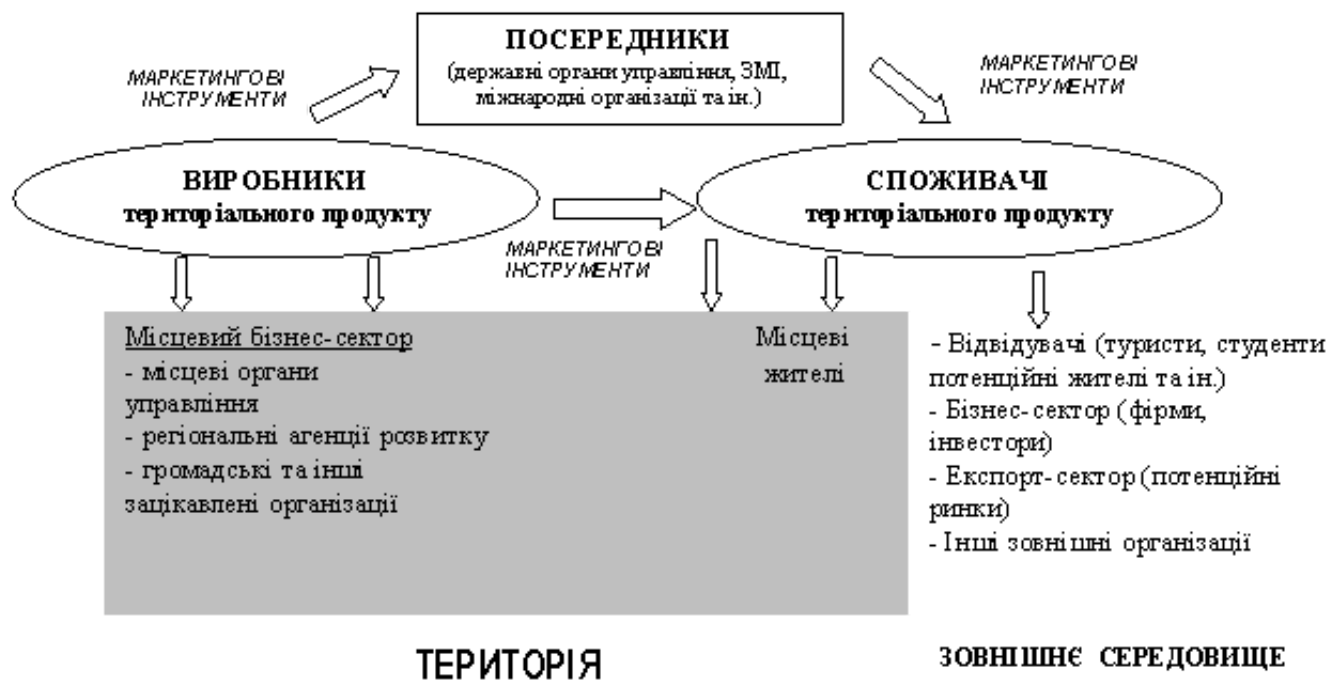 ПОСЕРЕДНИКИ
(державні органи управління, ЗМІ,
міжнародні організації та ін.)
МАРКЕТИНГОВІ
ІНСТРУМЕНТИ
МАРКЕТИНГОВІ
ІНСТРУМЕНТИ
ВИРОБНИКИ
територіального продукту
СПОЖИВАЧІ
територіального продукту
МАРКЕТИНГОВІ
ІНСТРУМЕНТИ
Місцевий бізнес-сектор
- місцеві органи
управління
- регіональні агенції розвитку
- громадські та інші
зацікавлені організації
Місцеві
жителі
- Відвідувачі (туристи, студенти
потенційні жителі та ін.)
- Бізнес-сектор (фірми,
інвестори)
- Експорт-сектор (потенційні
ринки)
- Інші зовнішні організації
ТЕРИТОРІЯ
ЗОВНІШНЄ СЕРЕДОВИЩЕ